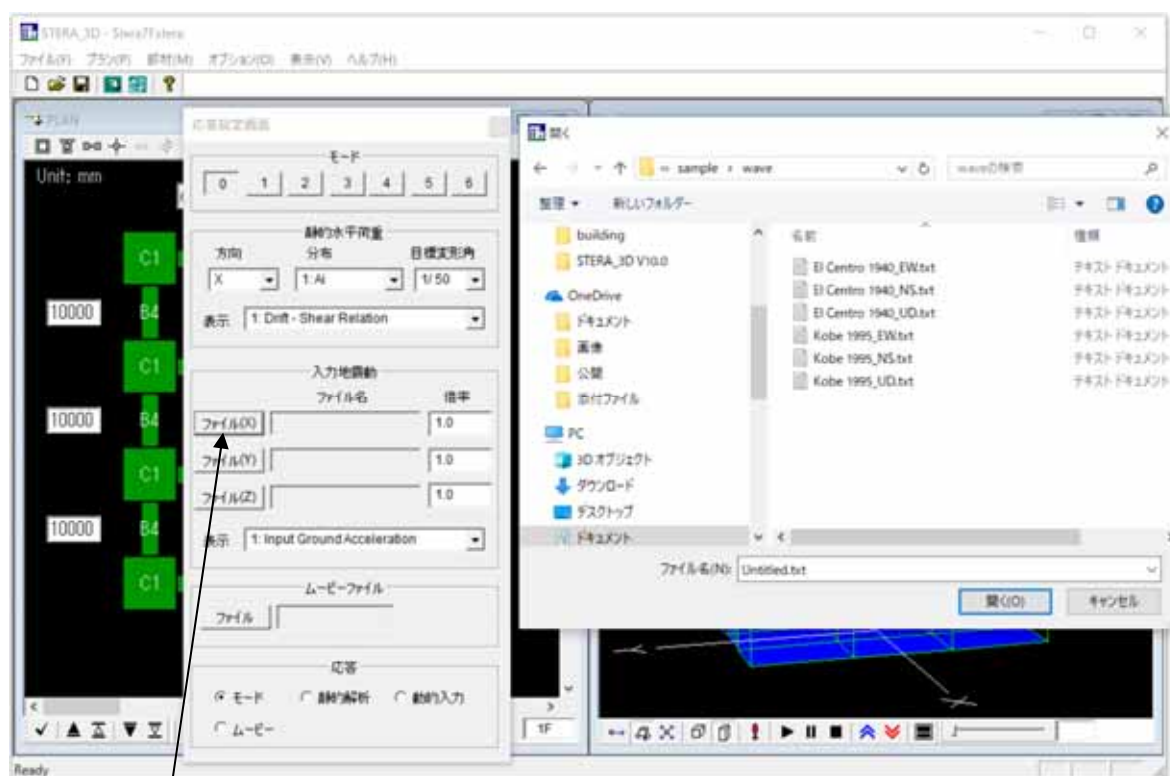 STERA_3D -
ファイル(F) プラン(P) 部材(M) オプション(O) 表示(V) ヘルプ(H)
PLAN
Unit: mm
C1
10000 B4
C1
10000 B4
C1
10000 B4
C1
1F
Ready
応答設定画面
モード
0 1 2 3 4 5 6
静的水平荷重
方向 分布 目標変形角
X 1: Ai 1/ 50
表示 1: Drift - Shear Relation
入力地震動
ファイル名 倍率
ファイル(X) 1.0
ファイル(Y) 1.0
ファイル(Z) 1.0
表示 1: Input Ground Acceleration
ムービーファイル
ファイル
応答
モード 静的解析 動的入力
ムービー
開く
« sample › wave waveの検索
整理 新しいフォルダー
building
STERA_3D V10.0
OneDrive
ドキュメント
画像
公開
添付ファイル
PC
3D オブジェクト
ダウンロード
デスクトップ
ドキュメント
名前 種類
El Centro 1940_EW.txt テキスト ドキュメント
El Centro 1940_NS.txt テキスト ドキュメント
El Centro 1940_UD.txt テキスト ドキュメント
Kobe 1995_EW.txt テキスト ドキュメント
Kobe 1995_NS.txt テキスト ドキュメント
Kobe 1995_UD.txt テキスト ドキュメント
ファイル名(N): Untitled.txt
開く(O) キャンセル